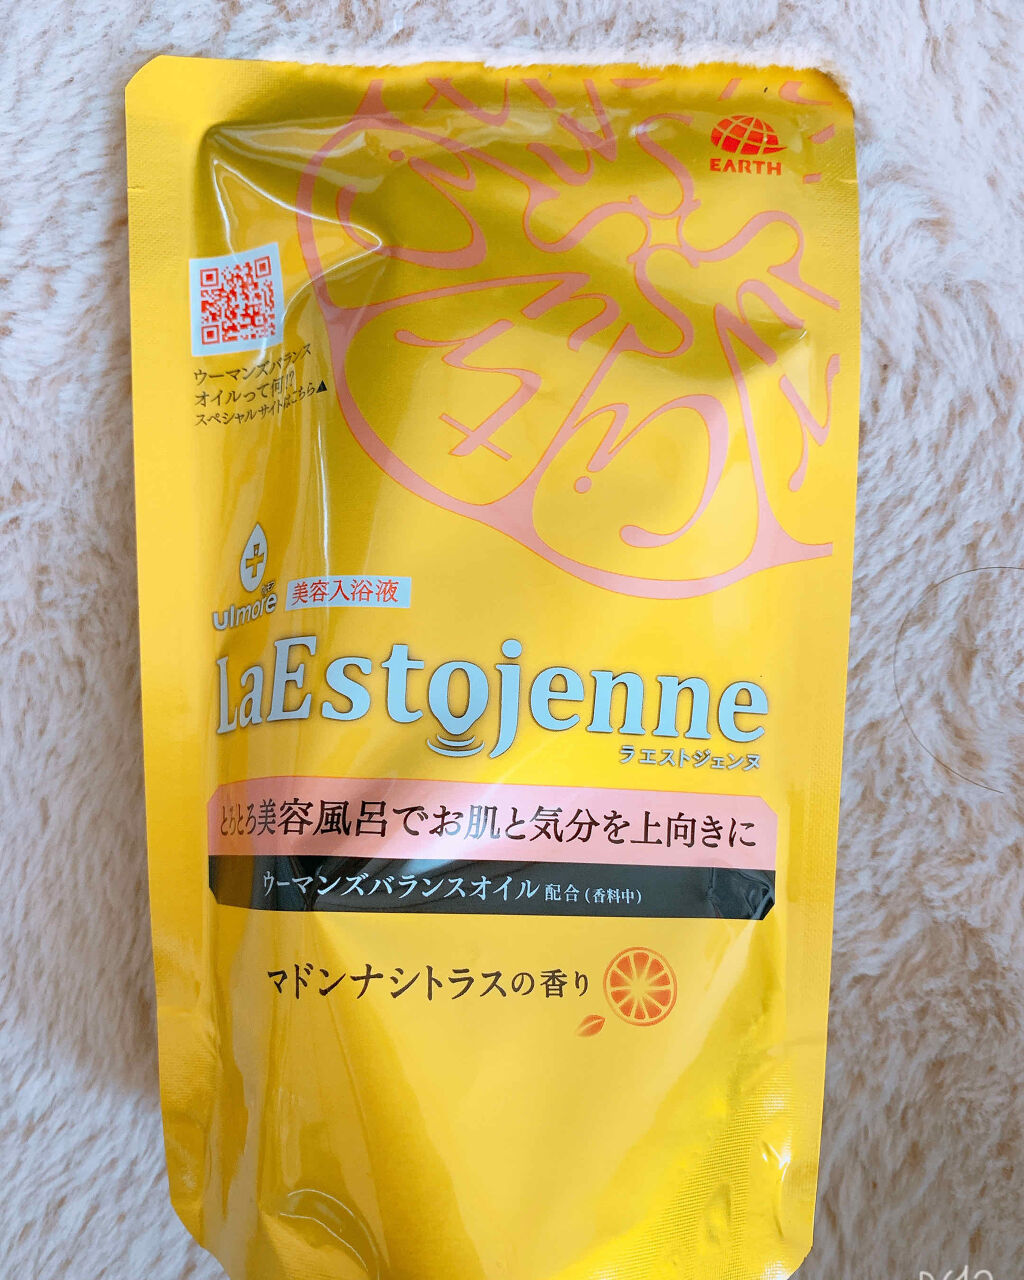 EARTH
ウーマンズバランス
オイルって何!?
スペシャルサイトはこちら▲
ulmore
美容入浴液
LaEstojenne
ラエストジェンヌ
とろとろ美容風呂でお肌と気分を上向きに
ウーマンズバランスオイル 配合(香料中)
マドンナシトラスの香り